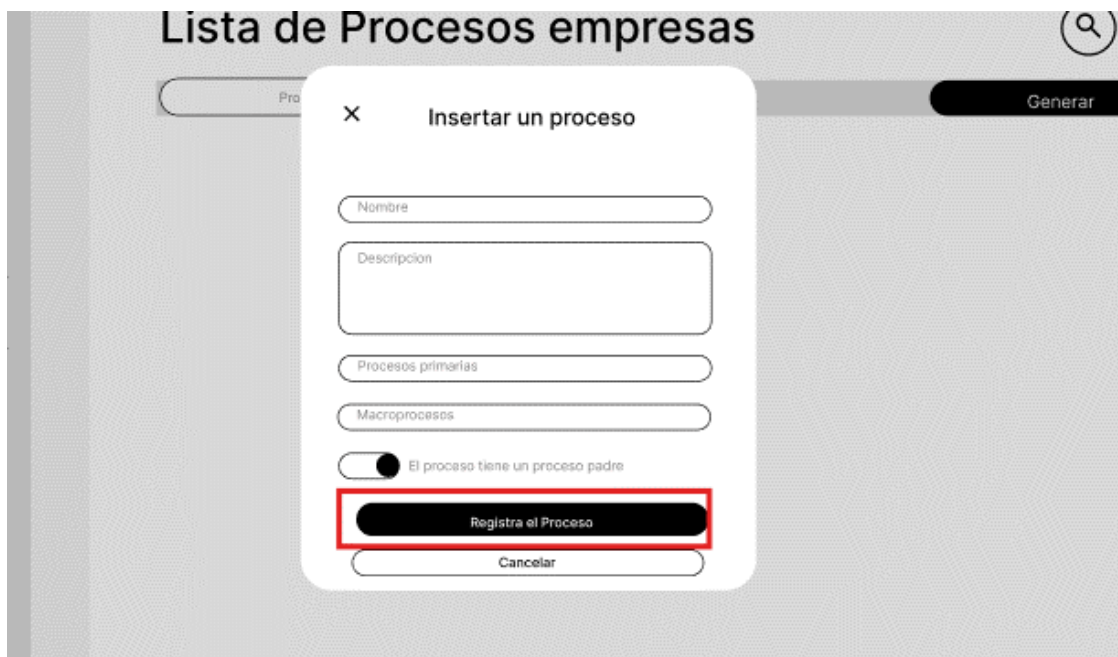 Lista de Procesos empresas
Pro
Generar
Insertar un proceso
Nombre
Descripcion
Procesos primarias
Macroprocesos
El proceso tiene un proceso padre
Registra el Proceso
Cancelar